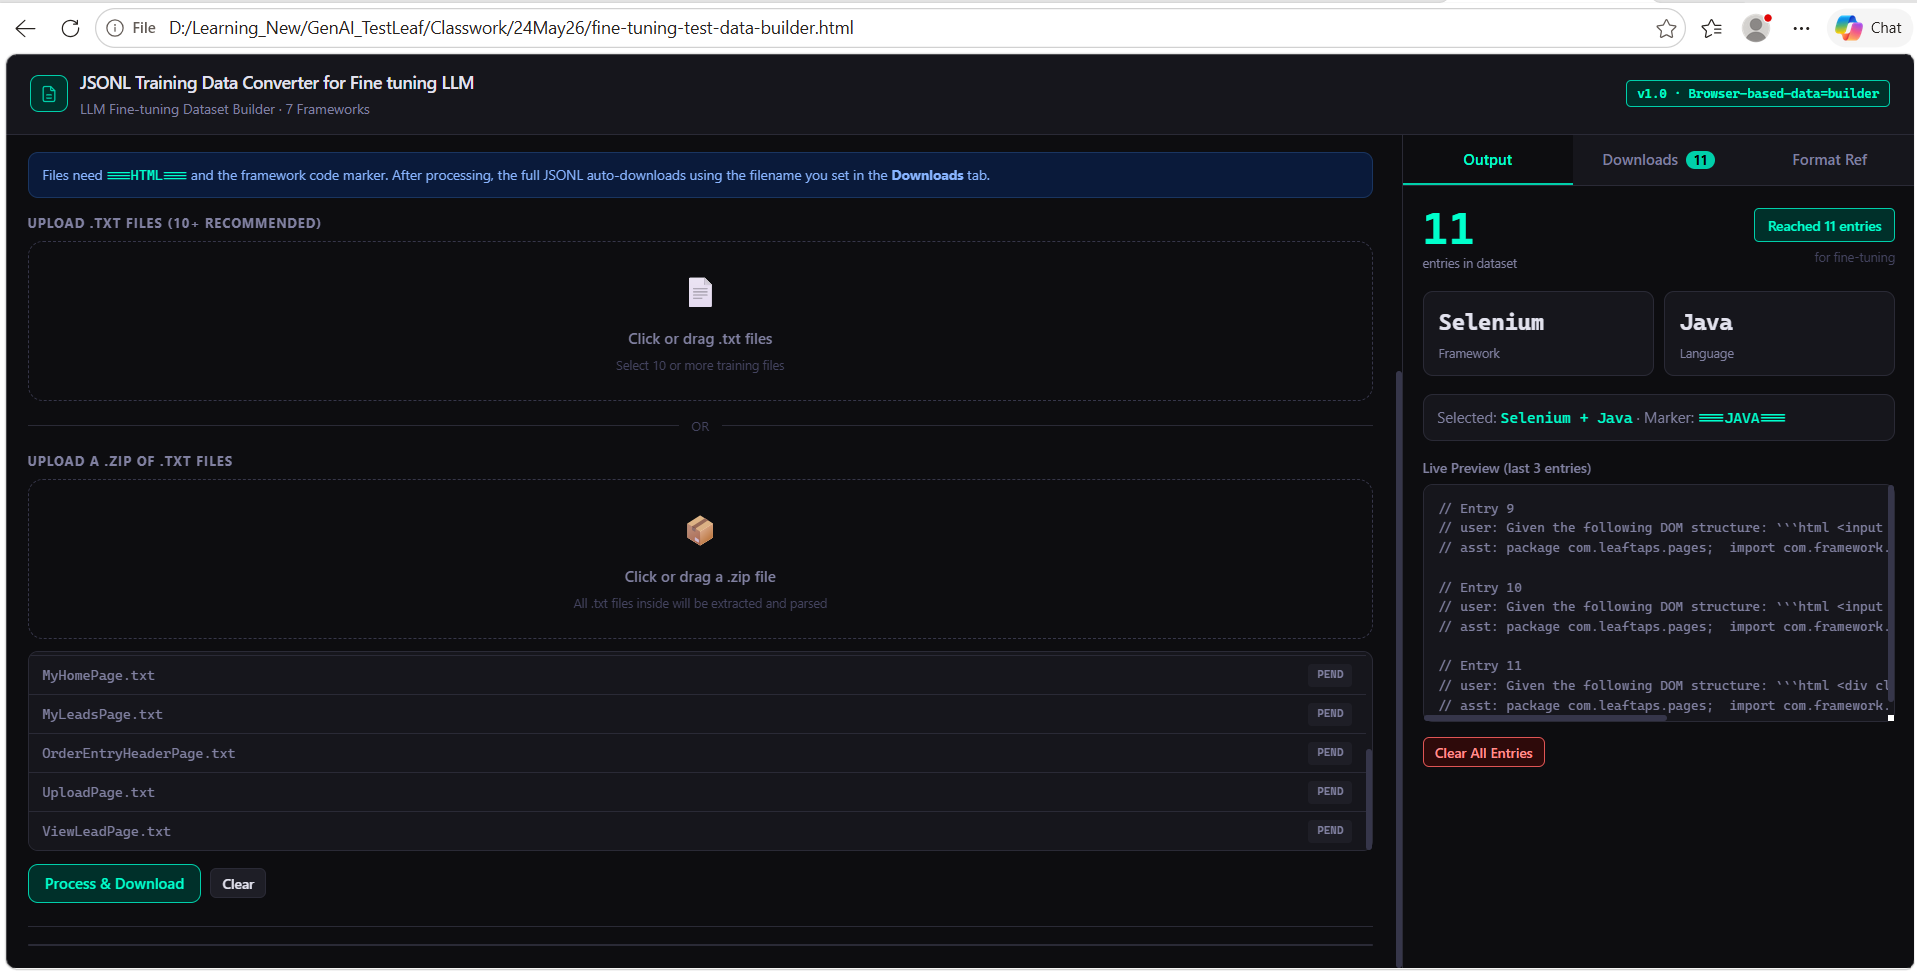 File D:/Learning_New/GenAI_TestLeaf/Classwork/24May26/fine-tuning-test-data-builder.html
Chat
JSONL Training Data Converter for Fine tuning LLM
LLM Fine-tuning Dataset Builder · 7 Frameworks
v1.0 · Browser-based-data=builder
Files need ===HTML=== and the framework code marker. After processing, the full JSONL auto-downloads using the filename you set in the Downloads tab.
UPLOAD .TXT FILES (10+ RECOMMENDED)
Click or drag .txt files
Select 10 or more training files
OR
UPLOAD A .ZIP OF .TXT FILES
Click or drag a .zip file
All .txt files inside will be extracted and parsed
MyHomePage.txt PEND
MyLeadsPage.txt PEND
OrderEntryHeaderPage.txt PEND
UploadPage.txt PEND
ViewLeadPage.txt PEND
Process & Download Clear
Output Downloads 11 Format Ref
11
entries in dataset
Reached 11 entries
for fine-tuning
Selenium
Framework
Java
Language
Selected: Selenium + Java · Marker: ===JAVA===
Live Preview (last 3 entries)
// Entry 9
// user: Given the following DOM structure: ```html <input
// asst: package com.leaftaps.pages;  import com.framework.
// Entry 10
// user: Given the following DOM structure: ```html <input
// asst: package com.leaftaps.pages;  import com.framework.
// Entry 11
// user: Given the following DOM structure: ```html <div cl
// asst: package com.leaftaps.pages;  import com.framework.
Clear All Entries